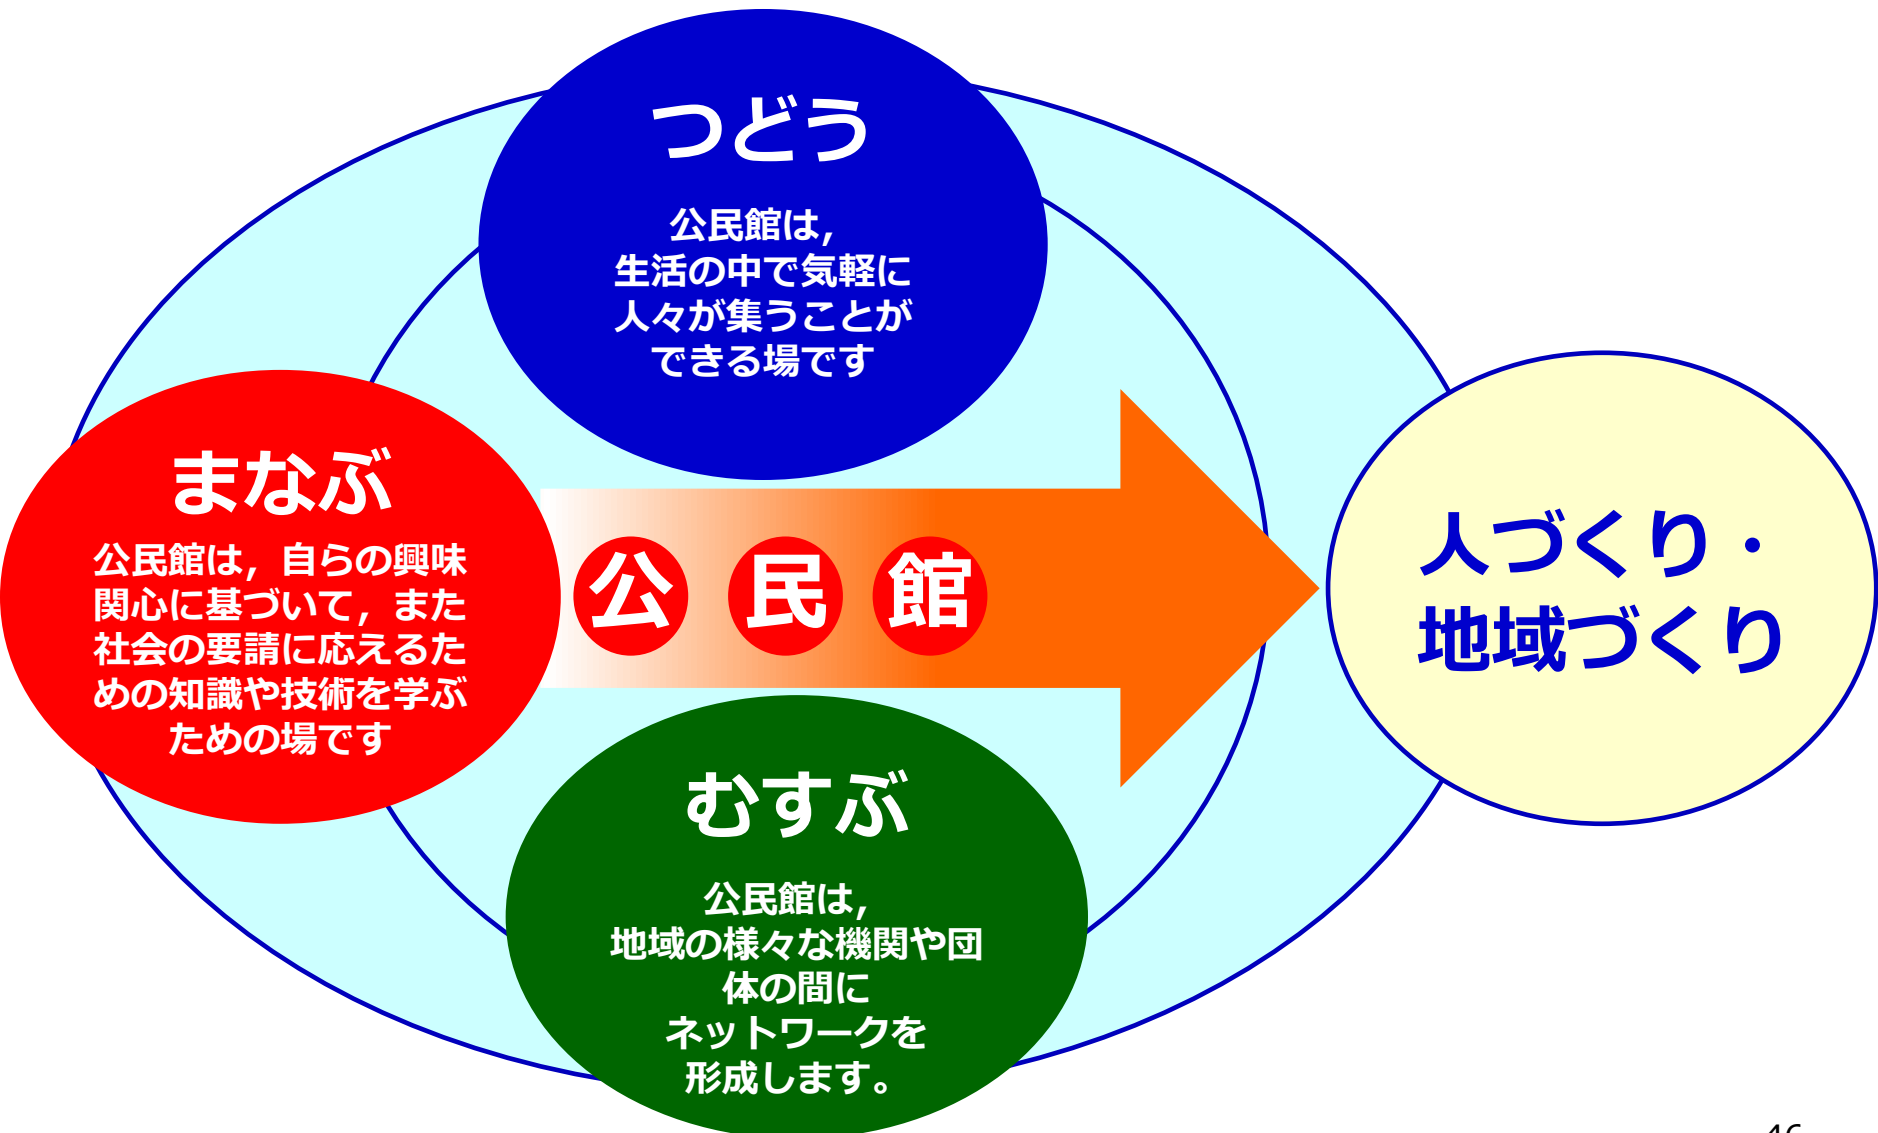 つどう
公民館は，
生活の中で気軽に
人々が集うことが
できる場です
まなぶ
公民館は，自らの興味
関心に基づいて，また
社会の要請に応えるた
めの知識や技術を学ぶ
ための場です
公民館
人づくり・
地域づくり
むすぶ
公民館は，
地域の様々な機関や団
体の間に
ネットワークを
形成します。
46